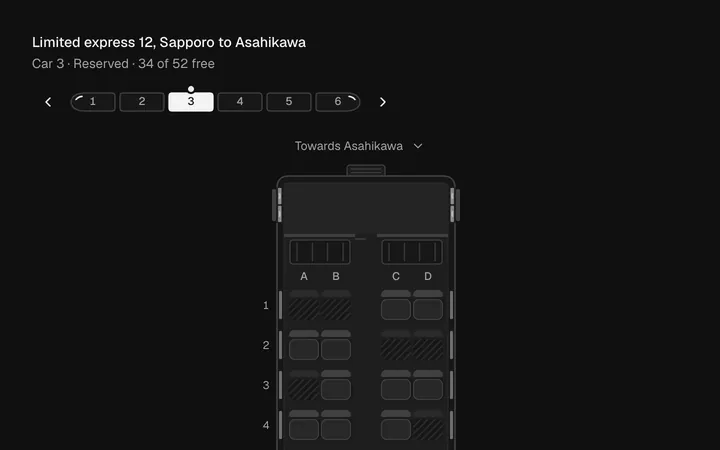 Limited express 12, Sapporo to Asahikawa
Car 3 · Reserved · 34 of 52 free
1 2 3 4 5 6
Towards Asahikawa
A B C D
1
2
3
4